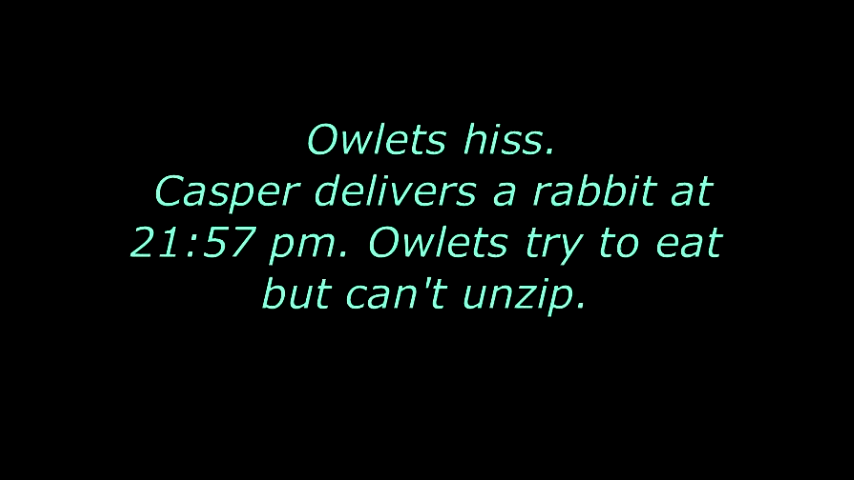 Owlets hiss.
Casper delivers a rabbit at
21:57 pm. Owlets try to eat
but can't unzip.